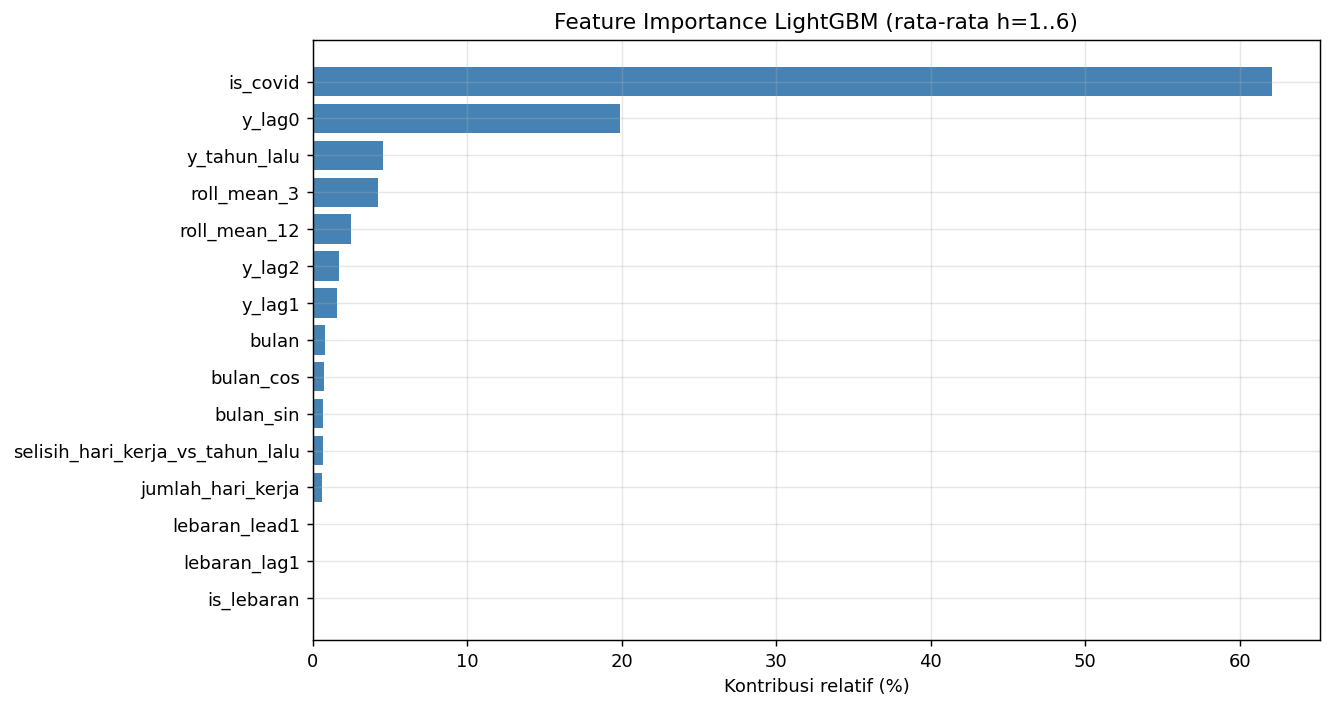 Feature Importance LightGBM (rata-rata h=1..6)
is_covid
y_lag0
y_tahun_lalu
roll_mean_3
roll_mean_12
y_lag2
y_lag1
bulan
bulan_cos
bulan_sin
selisih_hari_kerja_vs_tahun_lalu
jumlah_hari_kerja
lebaran_lead1
lebaran_lag1
is_lebaran
0 10 20 30 40 50 60
Kontribusi relatif (%)